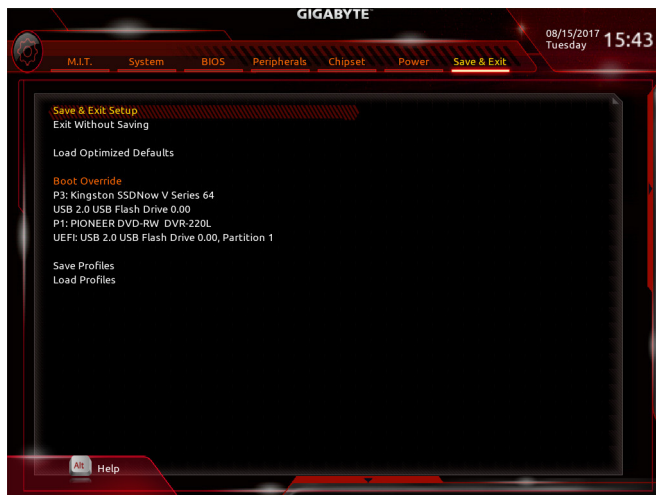 GIGABYTE™
08/15/2017
Tuesday
15:43
M.I.T. System BIOS Peripherals Chipset Power Save & Exit
Save & Exit Setup
Exit Without Saving
Load Optimized Defaults
Boot Override
P3: Kingston SSDNow V Series 64
USB 2.0 USB Flash Drive 0.00
P1: PIONEER DVD-RW DVR-220L
UEFI: USB 2.0 USB Flash Drive 0.00, Partition 1
Save Profiles
Load Profiles
Alt Help